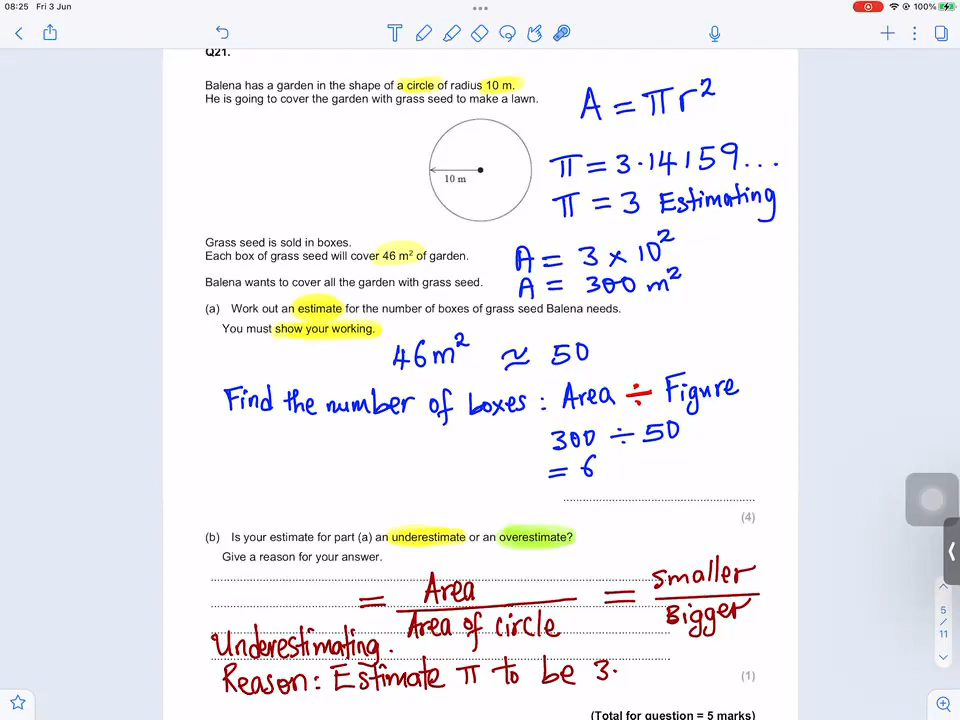 08:25 Fri 3 Jun
100%
Q21.
Balena has a garden in the shape of a circle of radius 10 m.
He is going to cover the garden with grass seed to make a lawn.
A = πr²
10 m
π = 3.14159...
π = 3 Estimating
Grass seed is sold in boxes.
Each box of grass seed will cover 46 m² of garden.
A = 3 × 10²
Balena wants to cover all the garden with grass seed.
A = 300 m²
(a) Work out an estimate for the number of boxes of grass seed Balena needs.
You must show your working.
46m² ≈ 50
Find the number of boxes : Area ÷ Figure
300 ÷ 50
= 6
(4)
(b) Is your estimate for part (a) an underestimate or an overestimate?
Give a reason for your answer.
= Area / Area of circle = Smaller / Bigger
Underestimating.
Reason: Estimate π to be 3.
(1)
(Total for question = 5 marks)
5
/
11